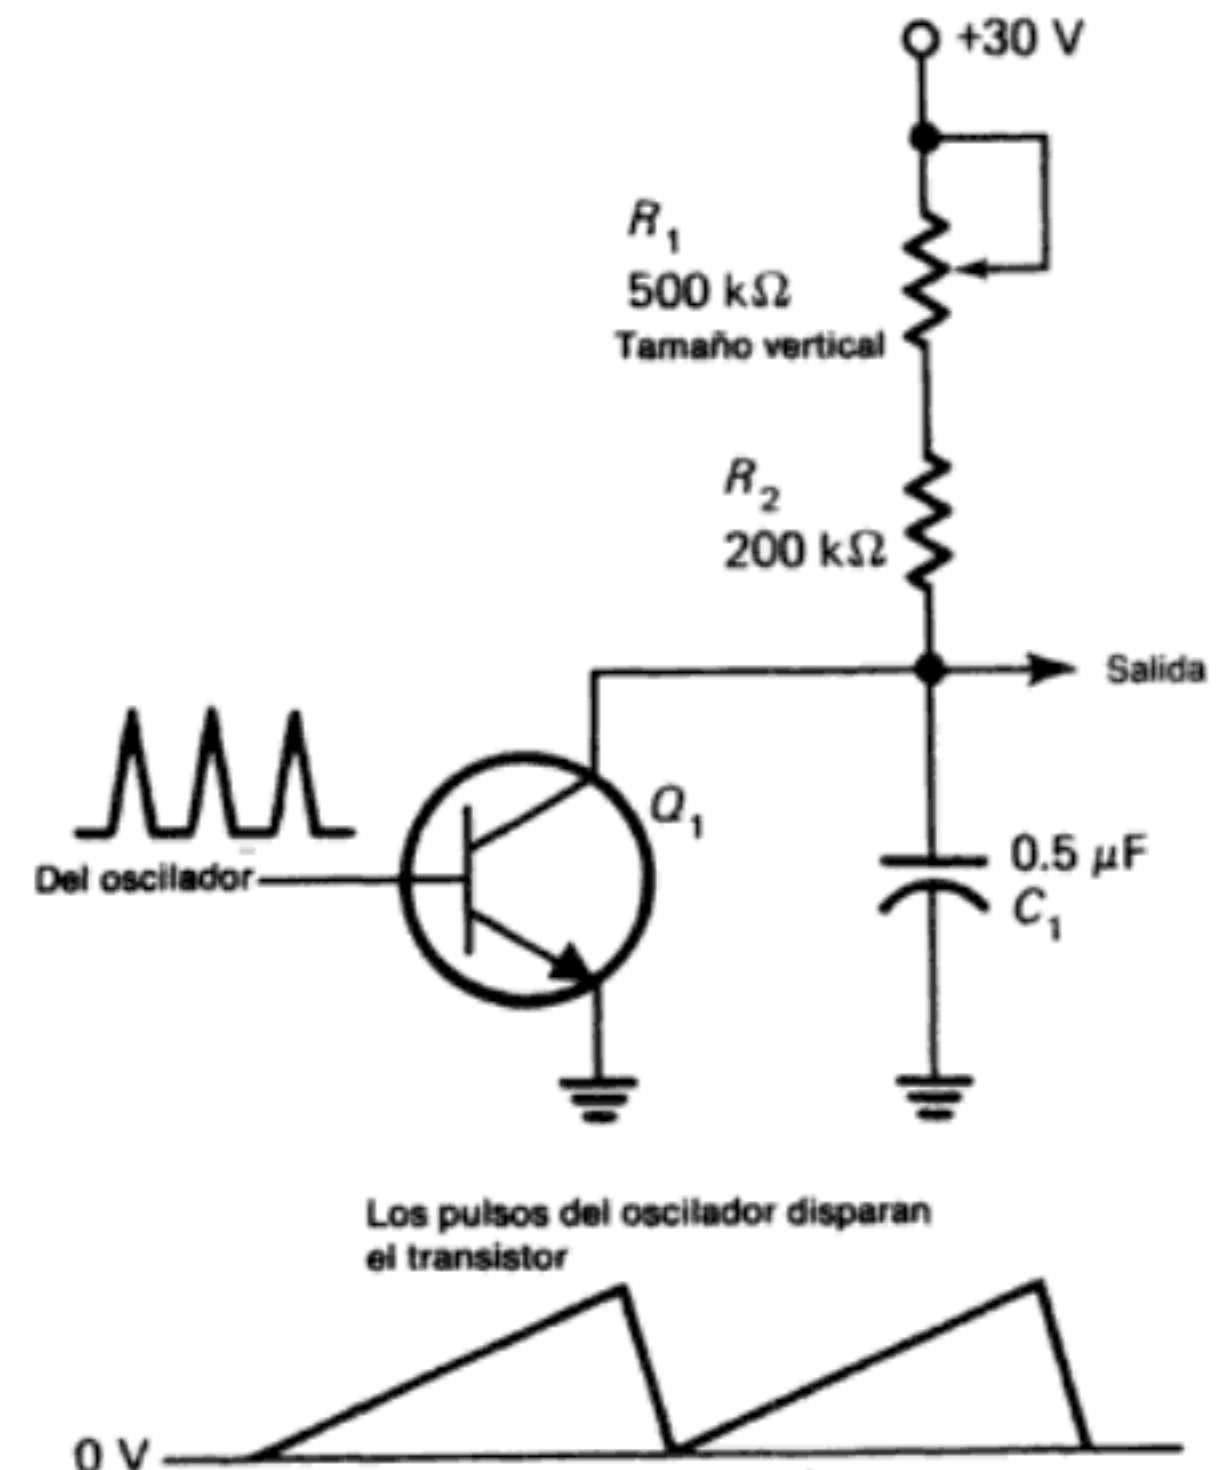 +30 V
R1
500 kΩ
Tamaño vertical
R2
200 kΩ
Salida
Q1
Del oscilador
0.5 μF
C1
Los pulsos del oscilador disparan
el transistor
0 V